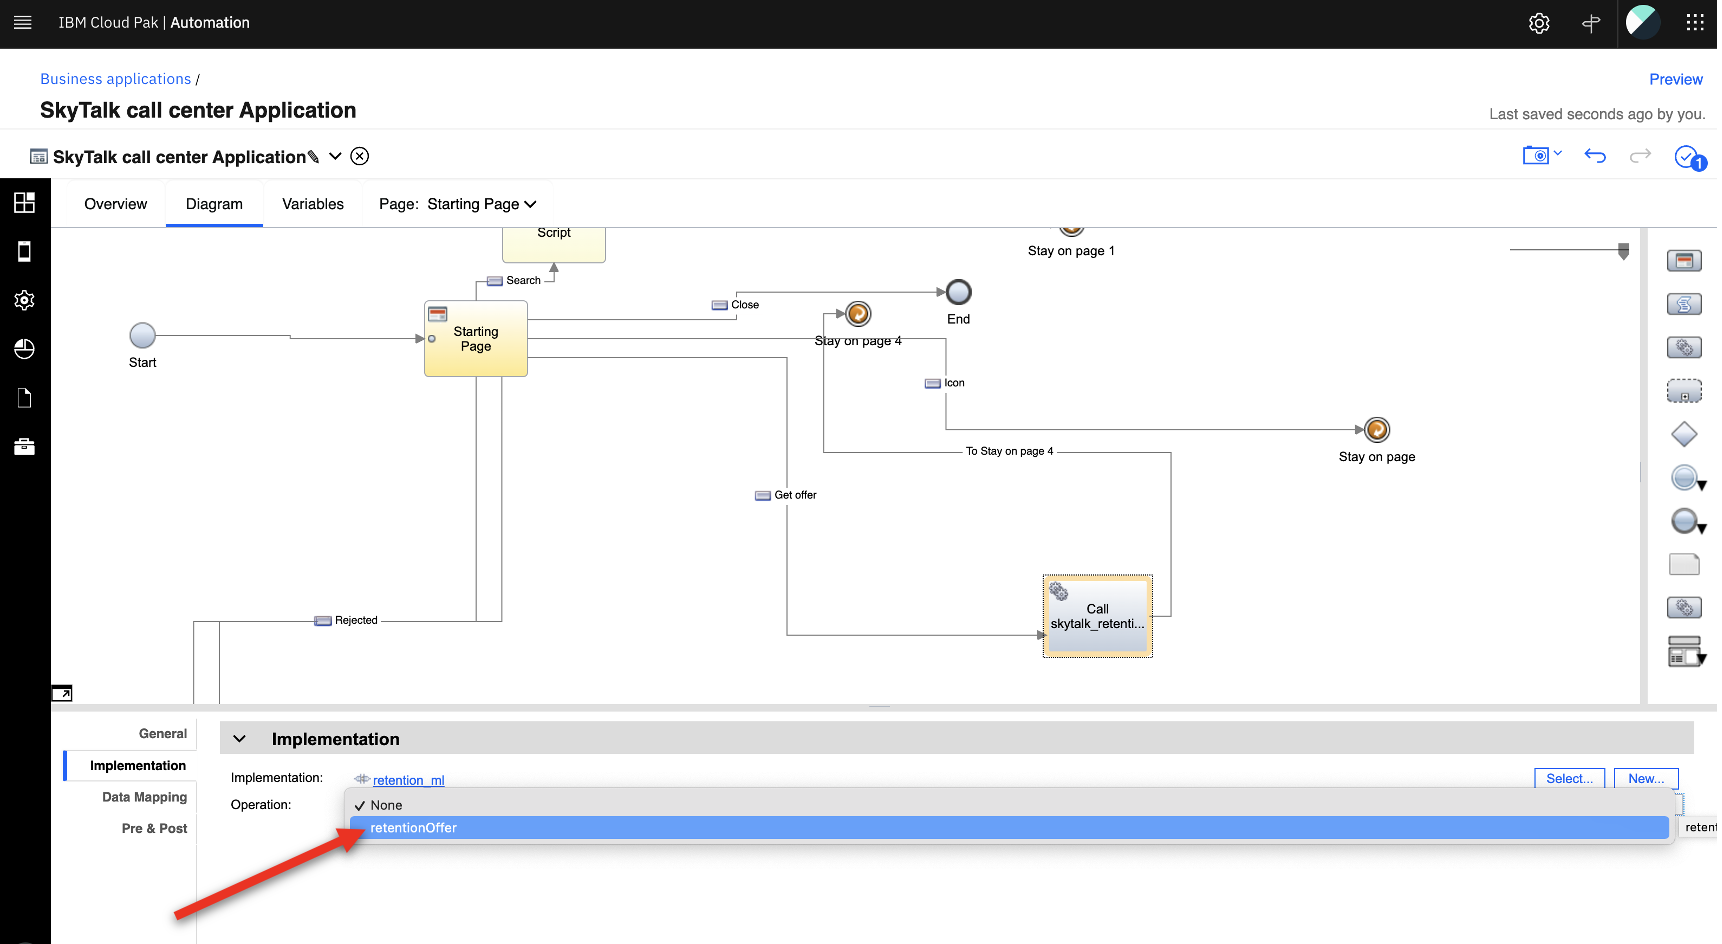 IBM Cloud Pak | Automation
Business applications /
Preview
SkyTalk call center Application
Last saved seconds ago by you.
SkyTalk call center Application
1
Overview
Diagram
Variables
Page: Starting Page
Script
Stay on page 1
Search
Close
Starting
Page
End
Start
Stay on page 4
Icon
To Stay on page 4
Stay on page
Get offer
Call
skytalk_retenti...
Rejected
General
Implementation
Implementation
Implementation:
retention_ml
Select...
New...
Data Mapping
Operation:
None
Pre & Post
retentionOffer
retent